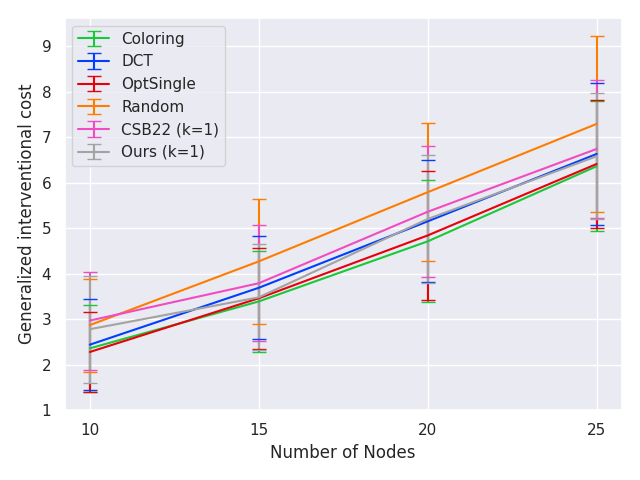 Coloring
DCT
OptSingle
Random
CSB22 (k=1)
Ours (k=1)
Generalized interventional cost
9
8
7
6
5
4
3
2
1
10 15 20 25
Number of Nodes